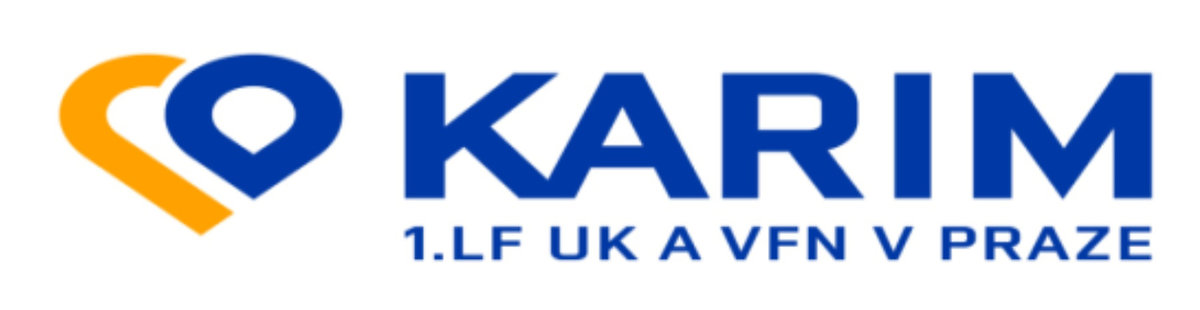 KARIM
1.LF UK A VFN V PRAZE